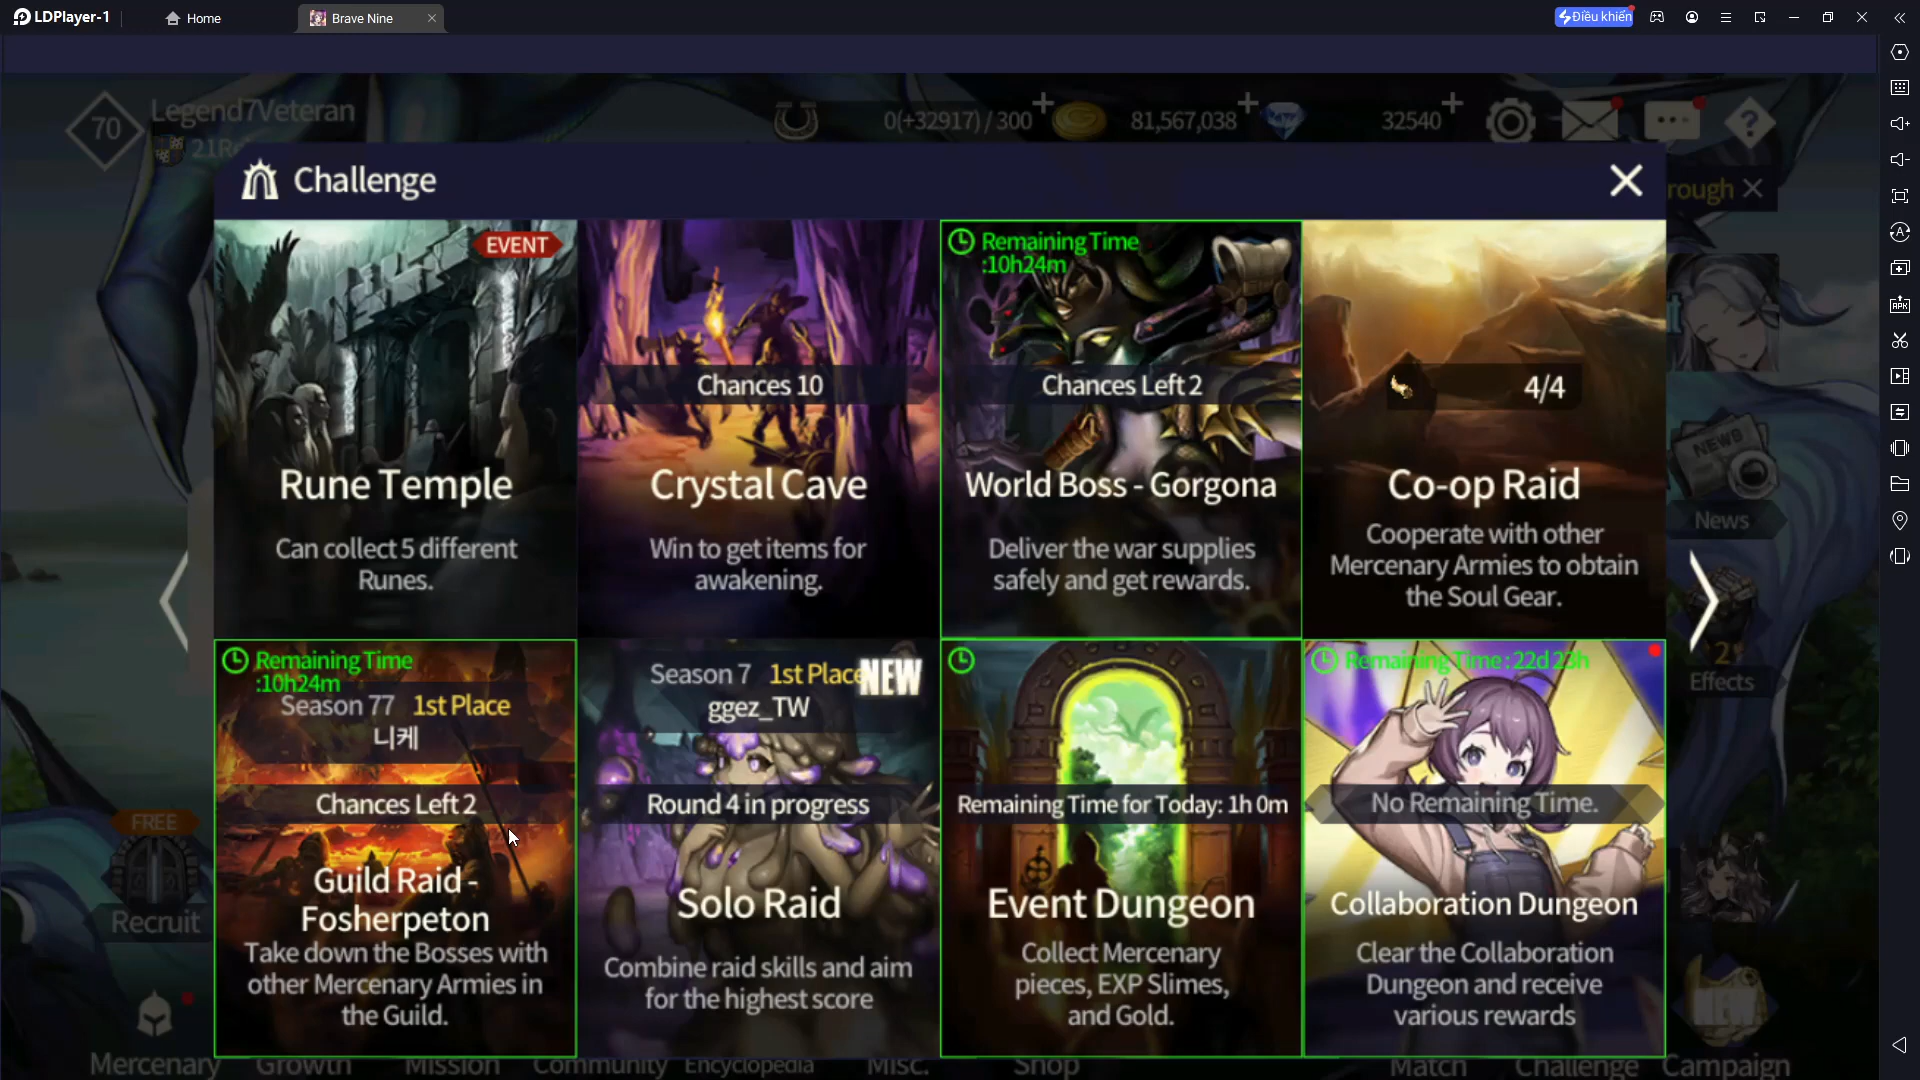 LDPlayer-1
Home
Brave Nine
Điều khiển
70
Legend7Veteran
0(+32917)/300
81,567,038
32540
Challenge
rough
EVENT
Rune Temple
Can collect 5 different
Runes.
Chances 10
Crystal Cave
Win to get items for
awakening.
Remaining Time
:10h24m
Chances Left 2
World Boss - Gorgona
Deliver the war supplies
safely and get rewards.
4/4
Co-op Raid
Cooperate with other
Mercenary Armies to obtain
the Soul Gear.
NEWS
News
Effects
Remaining Time
:10h24m
Season 77 1st Place
니케
Chances Left 2
Guild Raid -
Fosherpeton
Take down the Bosses with
other Mercenary Armies in
the Guild.
Season 7 1st Place
NEW
ggez_TW
Round 4 in progress
Solo Raid
Combine raid skills and aim
for the highest score
Remaining Time for Today: 1h 0m
Event Dungeon
Collect Mercenary
pieces, EXP Slimes,
and Gold.
Remaining Time : 22d 23h
No Remaining Time.
Collaboration Dungeon
Clear the Collaboration
Dungeon and receive
various rewards
FREE
Recruit
NEW
Mercenary
Growth
Mission
Community
Encyclopedia
Misc.
Shop
Match
Challenge
Campaign